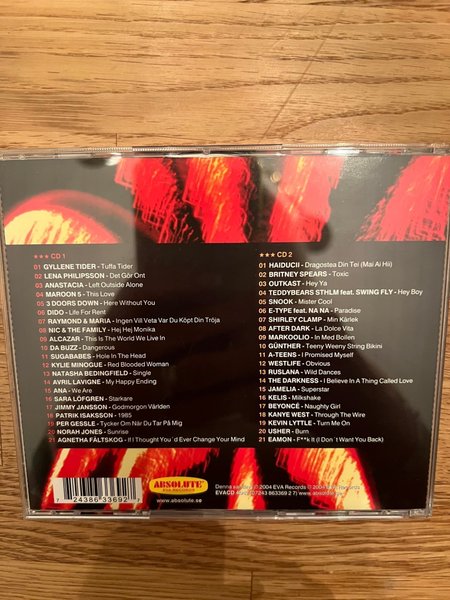 *** CD 1
01 GYLLENE TIDER - Tuffa Tider
02 LENA PHILIPSSON - Det Gör Ont
03 ANASTACIA - Left Outside Alone
04 MAROON 5 - This Love
05 3 DOORS DOWN - Here Without You
06 DIDO - Life For Rent
07 RAYMOND & MARIA - Ingen Vill Veta Var Du Köpt Din Tröja
08 NIC & THE FAMILY - Hej Hej Monika
09 ALCAZAR - This Is The World We Live In
10 DA BUZZ - Dangerous
11 SUGABABES - Hole In The Head
12 KYLIE MINOGUE - Red Blooded Woman
13 NATASHA BEDINGFIELD - Single
14 AVRIL LAVIGNE - My Happy Ending
15 ANA - We Are
16 SARA LÖFGREN - Starkare
17 JIMMY JANSSON - Godmorgon Världen
18 PATRIK ISAKSSON - 1985
19 PER GESSLE - Tycker Om När Du Tar På Mig
20 NORAH JONES - Sunrise
21 AGNETHA FÄLTSKOG - If I Thought You´d Ever Change Your Mind
*** CD 2
01 HAIDUCII - Dragostea Din Tei (Mai Ai Hii)
02 BRITNEY SPEARS - Toxic
03 OUTKAST - Hey Ya
04 TEDDYBEARS STHLM feat. SWING FLY - Hey Boy
05 SNOOK - Mister Cool
06 E-TYPE feat. NA NA - Paradise
07 SHIRLEY CLAMP - Min Kärlek
08 AFTER DARK - La Dolce Vita
09 MARKOOLIO - In Med Bollen
10 GÜNTHER - Teeny Weeny String Bikini
11 A-TEENS - I Promised Myself
12 WESTLIFE - Obvious
13 RUSLANA - Wild Dances
14 THE DARKNESS - I Believe In A Thing Called Love
15 JAMELIA - Superstar
16 KELIS - Milkshake
17 BEYONCÉ - Naughty Girl
18 KANYE WEST - Through The Wire
19 KEVIN LYTTLE - Turn Me On
20 USHER - Burn
21 EAMON - F**k it (I Don´t Want You Back)
7 24386 33692 7
ABSOLUTE
EVA RECORDS
www.absolute.se
Denna 2004 EVA Records © 2004 EVA Records
EVACD